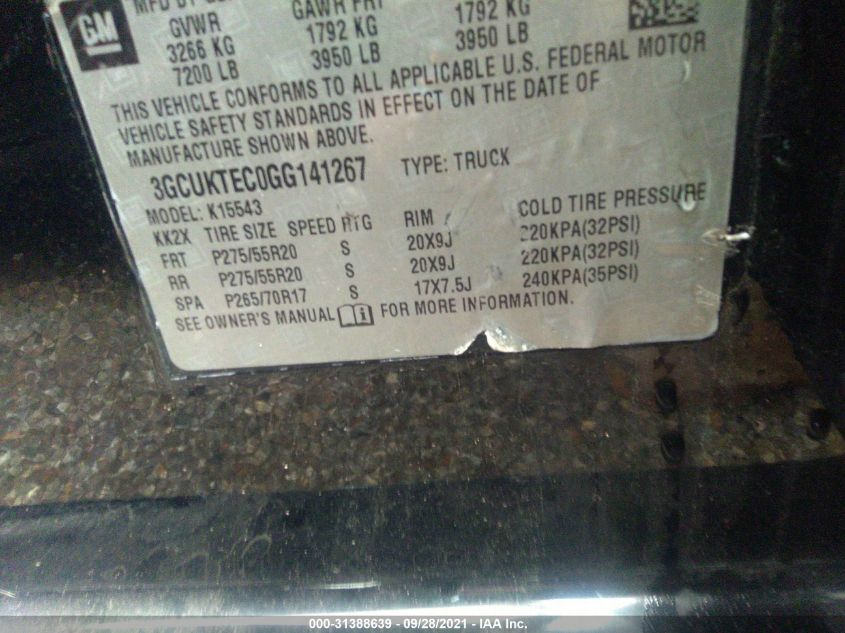 MFD BY
GM
GVWR GAWR FRT
3266 KG 1792 KG 1792 KG
7200 LB 3950 LB 3950 LB
THIS VEHICLE CONFORMS TO ALL APPLICABLE U.S. FEDERAL MOTOR
VEHICLE SAFETY STANDARDS IN EFFECT ON THE DATE OF
MANUFACTURE SHOWN ABOVE.
3GCUKTEC0GG141267 TYPE: TRUCK
MODEL: K15543
KK2X TIRE SIZE SPEED RTG RIM COLD TIRE PRESSURE
FRT P275/55R20 S 20X9J 220KPA(32PSI)
RR P275/55R20 S 20X9J 220KPA(32PSI)
SPA P265/70R17 S 17X7.5J 240KPA(35PSI)
SEE OWNER'S MANUAL i FOR MORE INFORMATION.
000-31388639 - 09/28/2021 - IAA Inc.